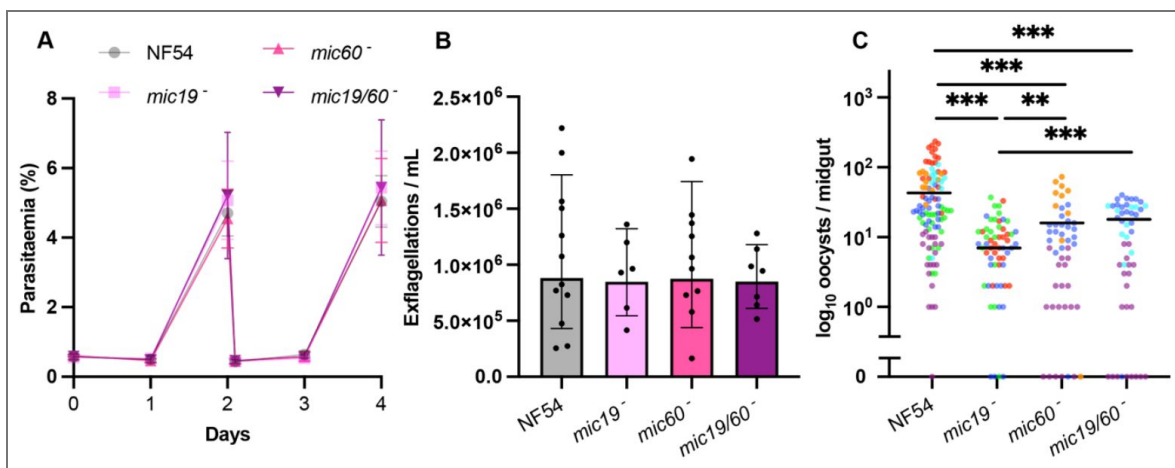 A
NF54
mic60 -
mic19 -
mic19/60 -
Parasitaemia (%)
8
6
4
2
0
0 1 2 3 4
Days
B
Exflagellations / mL
2.5×10⁶
2.0×10⁶
1.5×10⁶
1.0×10⁶
5.0×10⁵
0.0
NF54
mic19 -
mic60 -
mic19/60 -
C
***
***
*** **
***
log₁₀ oocysts / midgut
10³
10²
10¹
10⁰
0
NF54
mic19 -
mic60 -
mic19/60 -